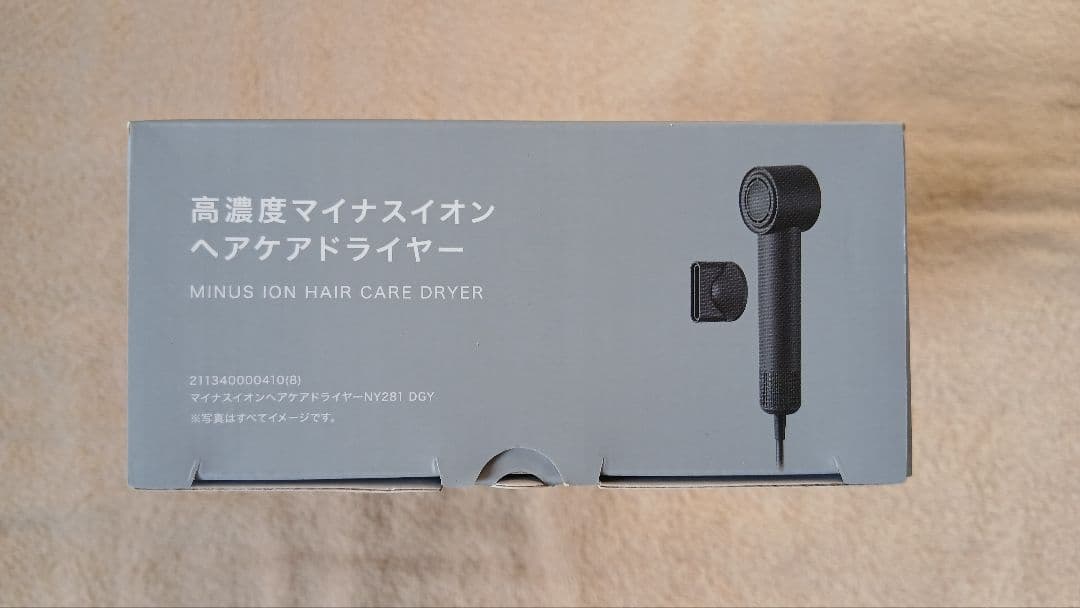 高濃度マイナスイオン
ヘアケアドライヤー
MINUS ION HAIR CARE DRYER
211340000410(8)
マイナスイオンヘアケアドライヤーNY281 DGY
※写真はすべてイメージです。